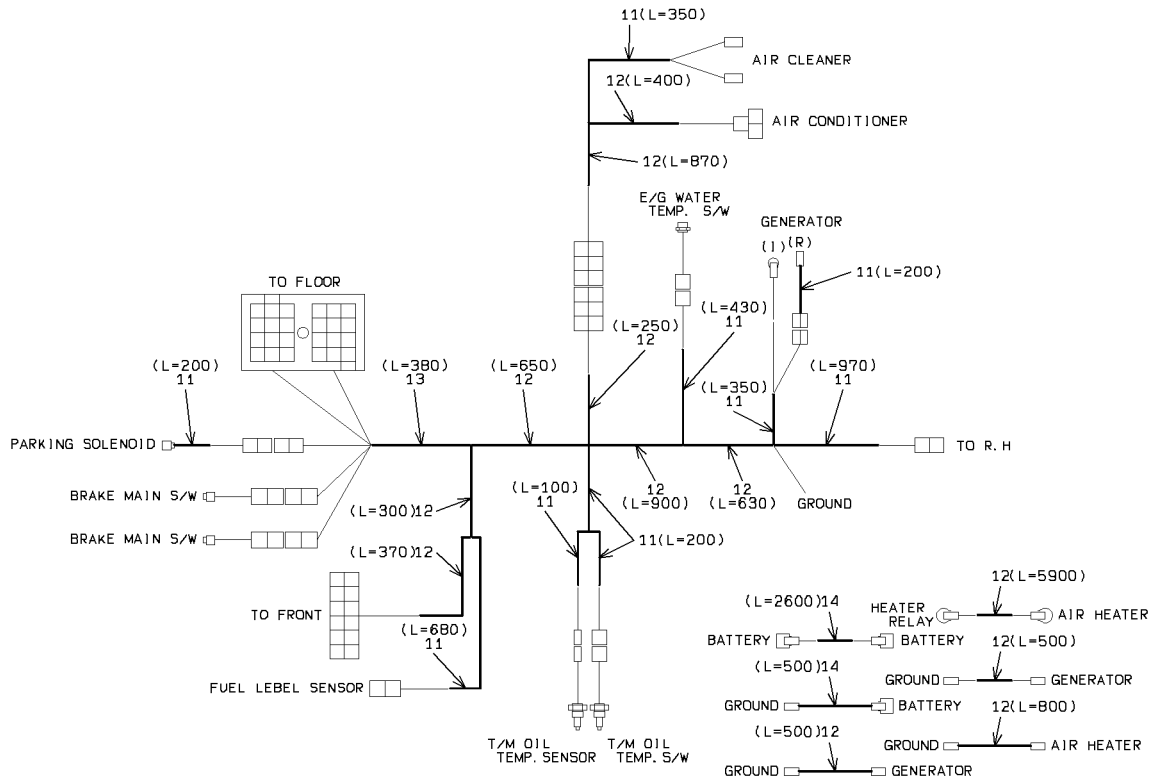 11(L=350)
AIR CLEANER
12(L=400)
AIR CONDITIONER
12(L=870)
E/G WATER
TEMP. S/W
GENERATOR
(I)
(R)
11(L=200)
TO FLOOR
(L=430)
11
(L=250)
12
(L=200)
11
(L=380)
13
(L=650)
12
(L=350)
11
(L=970)
11
PARKING SOLENOID
TO R.H
BRAKE MAIN S/W
(L=300)12
(L=100)
11
12
(L=900)
12
(L=630)
GROUND
BRAKE MAIN S/W
11(L=200)
(L=370)12
TO FRONT
(L=680)
11
FUEL LEBEL SENSOR
T/M OIL
TEMP. SENSOR
T/M OIL
TEMP. S/W
(L=2600)14
BATTERY
BATTERY
12(L=5900)
HEATER
RELAY
AIR HEATER
(L=500)14
GROUND
BATTERY
12(L=500)
GROUND
GENERATOR
(L=500)12
GROUND
GENERATOR
12(L=800)
GROUND
AIR HEATER